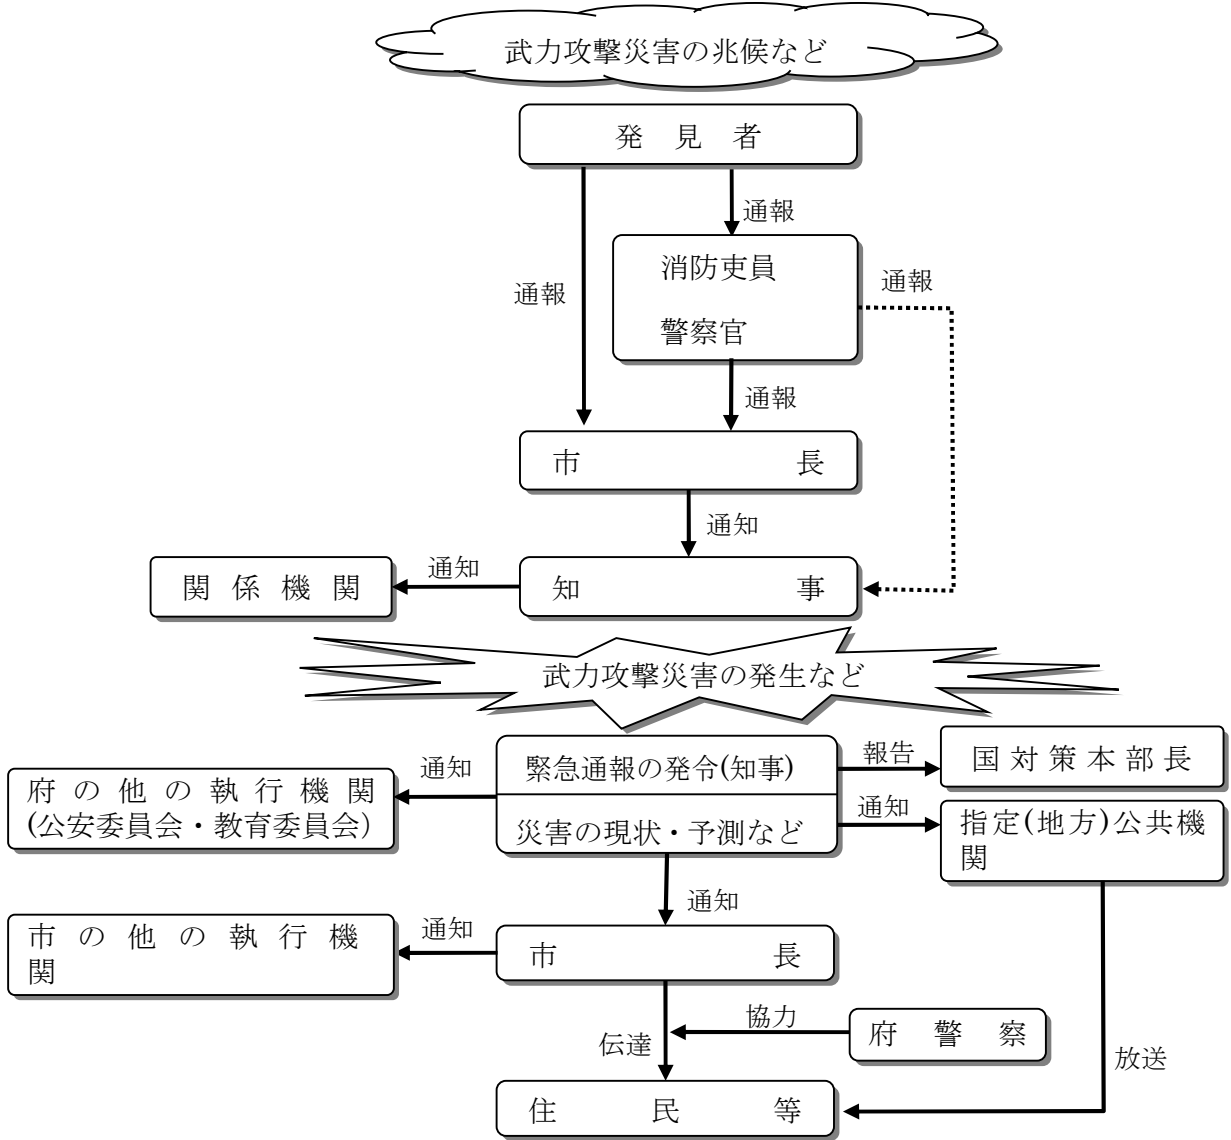 武力攻撃災害の兆候など
発見者
通報
消防吏員
通報
通報
警察官
通報
市長
通知
通知
関係機関
知事
武力攻撃災害の発生など
緊急通報の発令(知事)
報告
国対策本部長
通知
府の他の執行機関
(公安委員会・教育委員会)
災害の現状・予測など
通知
指定(地方)公共機
関
通知
市の他の執行機
関
通知
市長
協力
府警察
伝達
放送
住民等